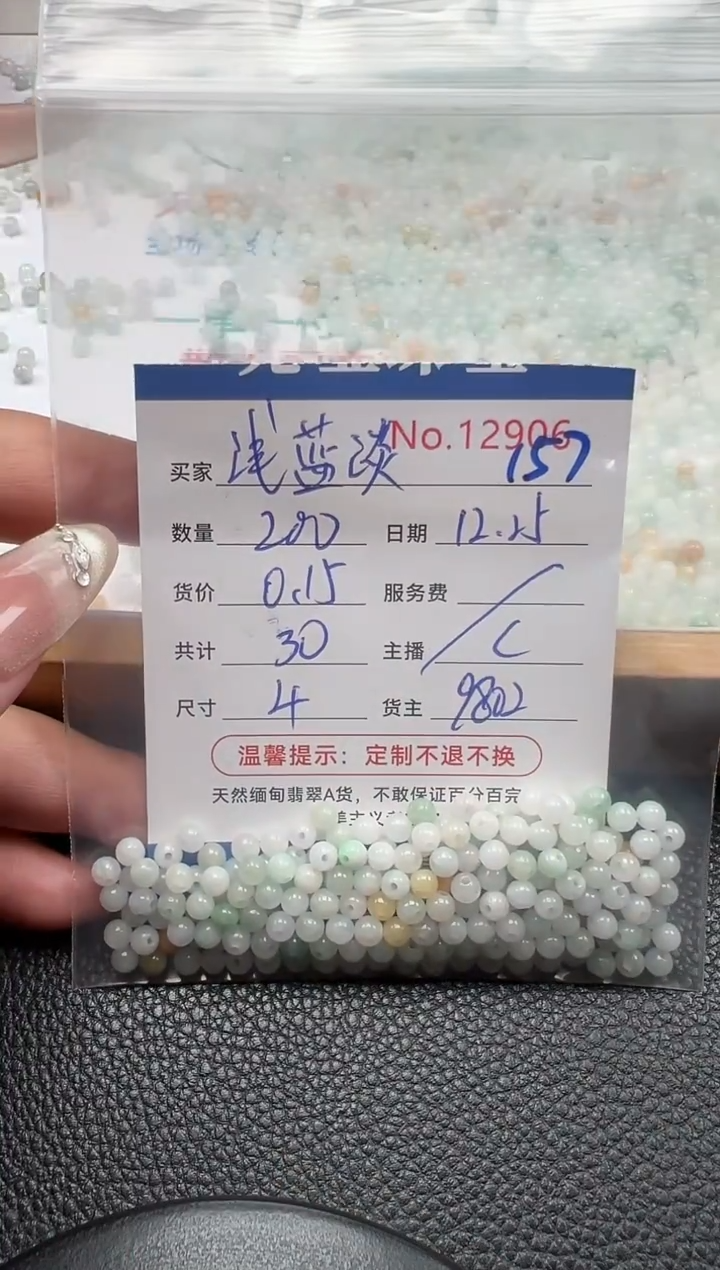 No.12906
买家 浅蓝淡 157
数量 200 日期 12.25
货价 0.15 服务费 /
共计 30 主播 C
尺寸 4 货主 9802
温馨提示：定制不退不换
天然缅甸翡翠A货，不敢保证百分百完